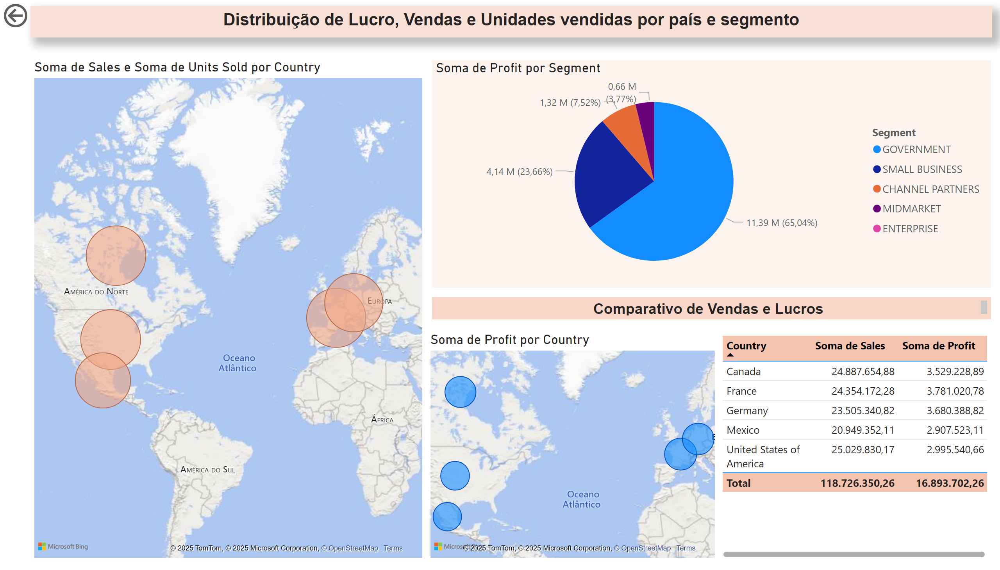 Distribuição de Lucro, Vendas e Unidades vendidas por país e segmento
Soma de Sales e Soma de Units Sold por Country
América do Norte
Europa
Oceano
Atlântico
África
América do Sul
Microsoft Bing
© 2025 TomTom, © 2025 Microsoft Corporation, © OpenStreetMap Terms
Soma de Profit por Segment
0,66 M
(3,77%)
1,32 M (7,52%)
4,14 M (23,66%)
11,39 M (65,04%)
Segment
GOVERNMENT
SMALL BUSINESS
CHANNEL PARTNERS
MIDMARKET
ENTERPRISE
Comparativo de Vendas e Lucros
Soma de Profit por Country
Oceano
Atlântico
Microsoft Bing
© 2025 TomTom, © 2025 Microsoft Corporation, © OpenStreetMap Terms
Country Soma de Sales Soma de Profit
Canada 24.887.654,88 3.529.228,89
France 24.354.172,28 3.781.020,78
Germany 23.505.340,82 3.680.388,82
Mexico 20.949.352,11 2.907.523,11
United States of 25.029.830,17 2.995.540,66
America
Total 118.726.350,26 16.893.702,26